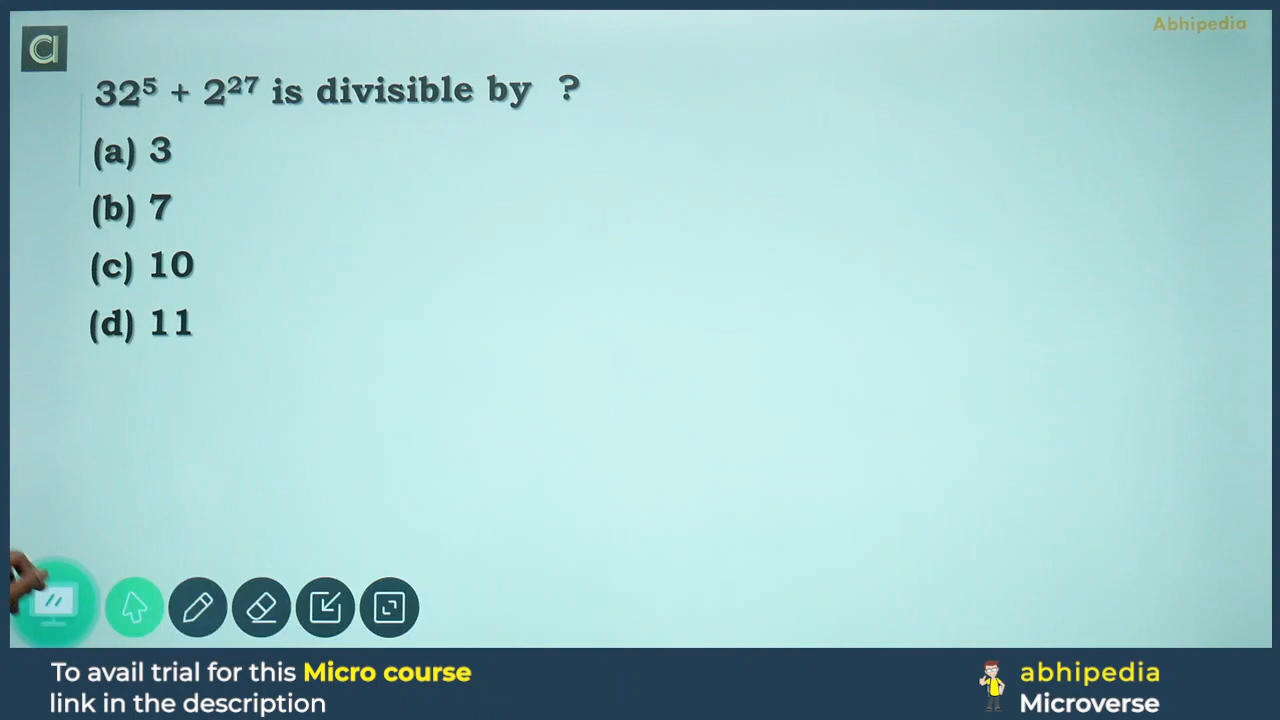 Abhipedia
32⁵ + 2²⁷ is divisible by ?
(a) 3
(b) 7
(c) 10
(d) 11
To avail trial for this Micro course
link in the description
abhipedia
Microverse